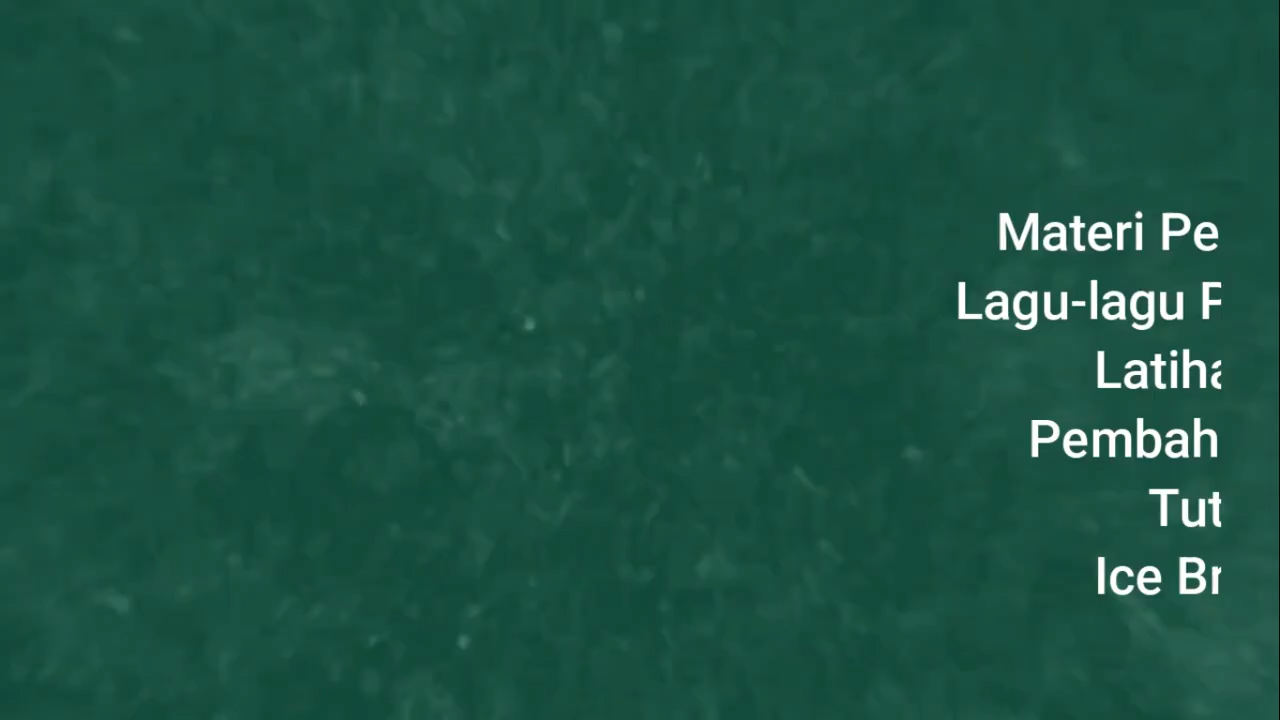 Materi Pe
Lagu-lagu P
Latiha
Pembah
Tut
Ice Br